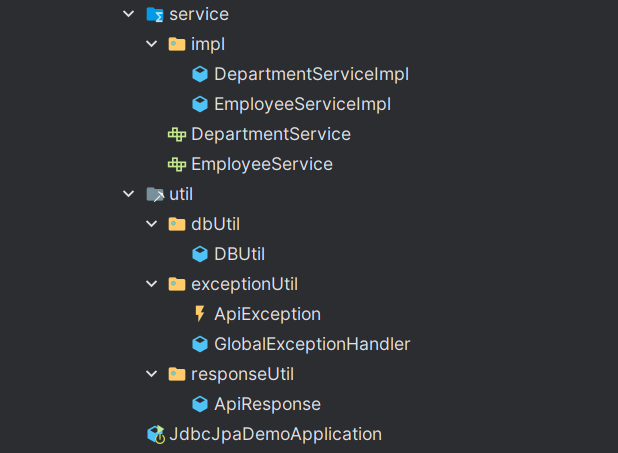 service
impl
DepartmentServiceImpl
EmployeeServiceImpl
DepartmentService
EmployeeService
util
dbUtil
DBUtil
exceptionUtil
ApiException
GlobalExceptionHandler
responseUtil
ApiResponse
JdbcJpaDemoApplication